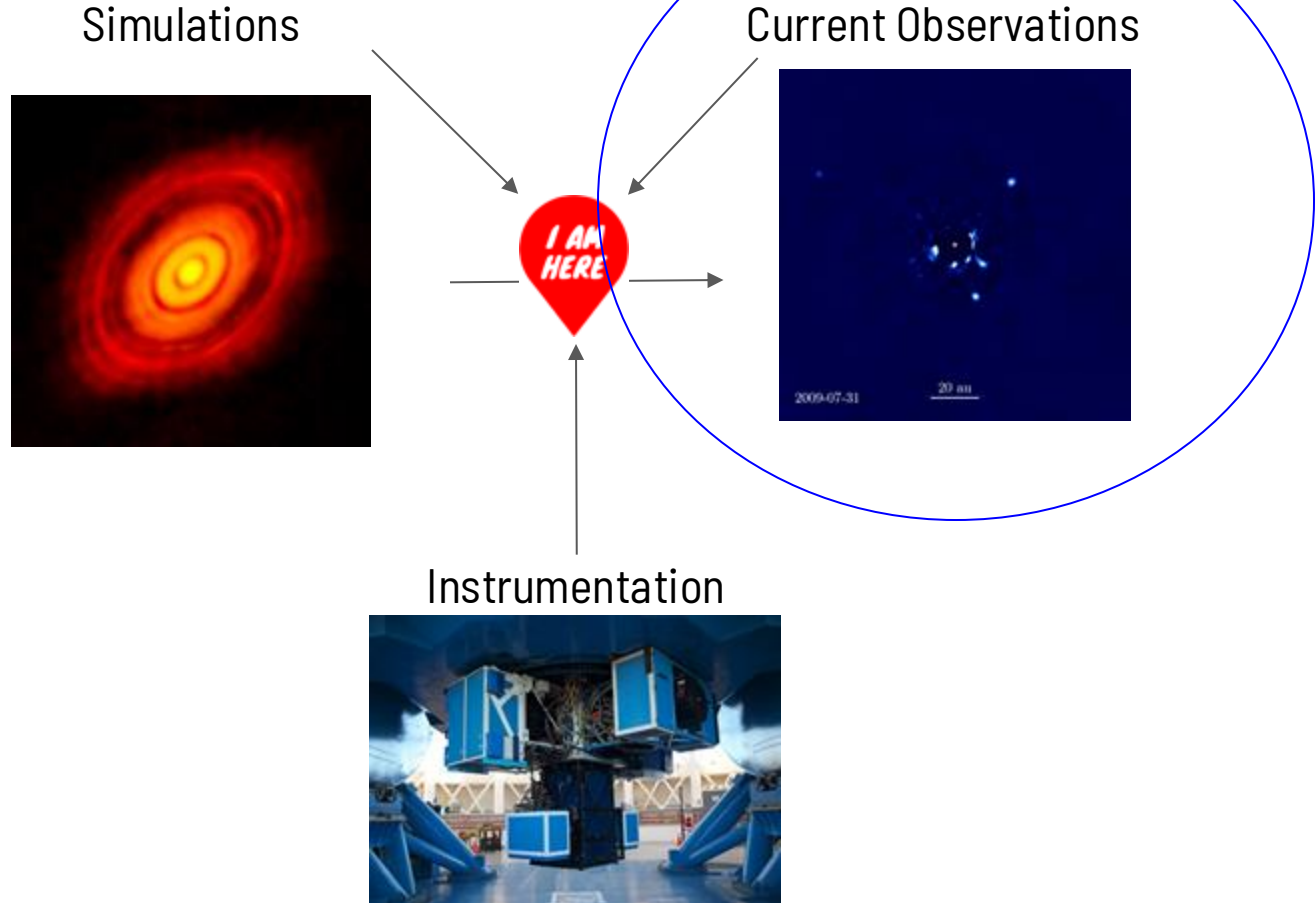 Simulations
Current Observations
I AM
HERE
20 au
2009-07-31
Instrumentation